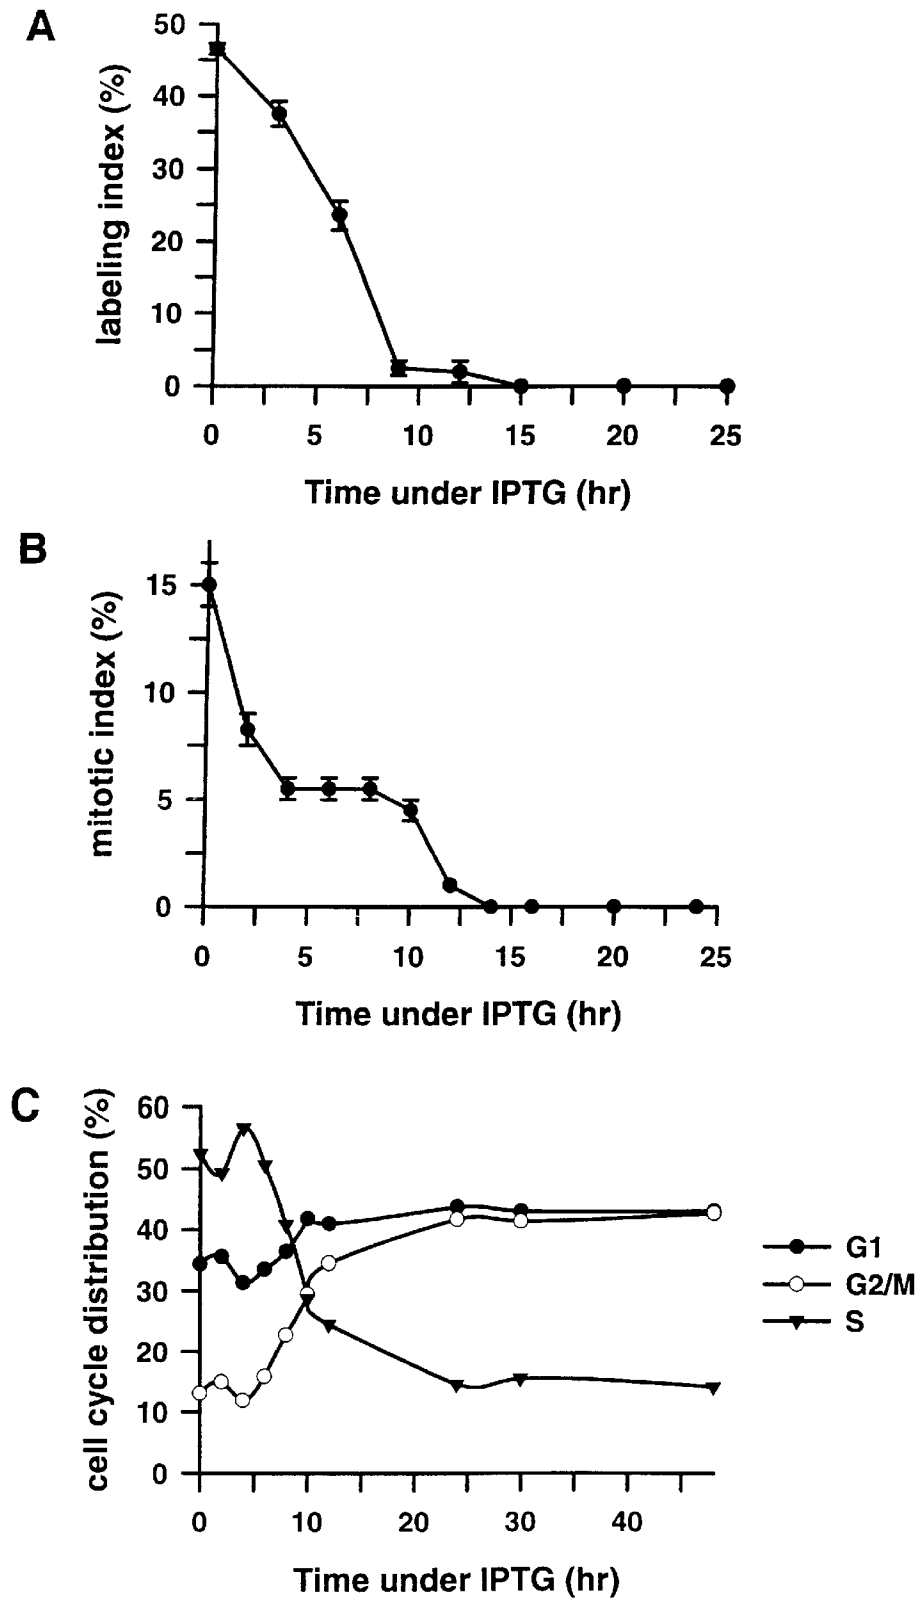 A
labeling index (%)
50
40
30
20
10
0
0 5 10 15 20 25
Time under IPTG (hr)
B
mitotic index (%)
15
10
5
0
0 5 10 15 20 25
Time under IPTG (hr)
C
cell cycle distribution (%)
60
50
40
30
20
10
0
0 10 20 30 40
Time under IPTG (hr)
G1
G2/M
S